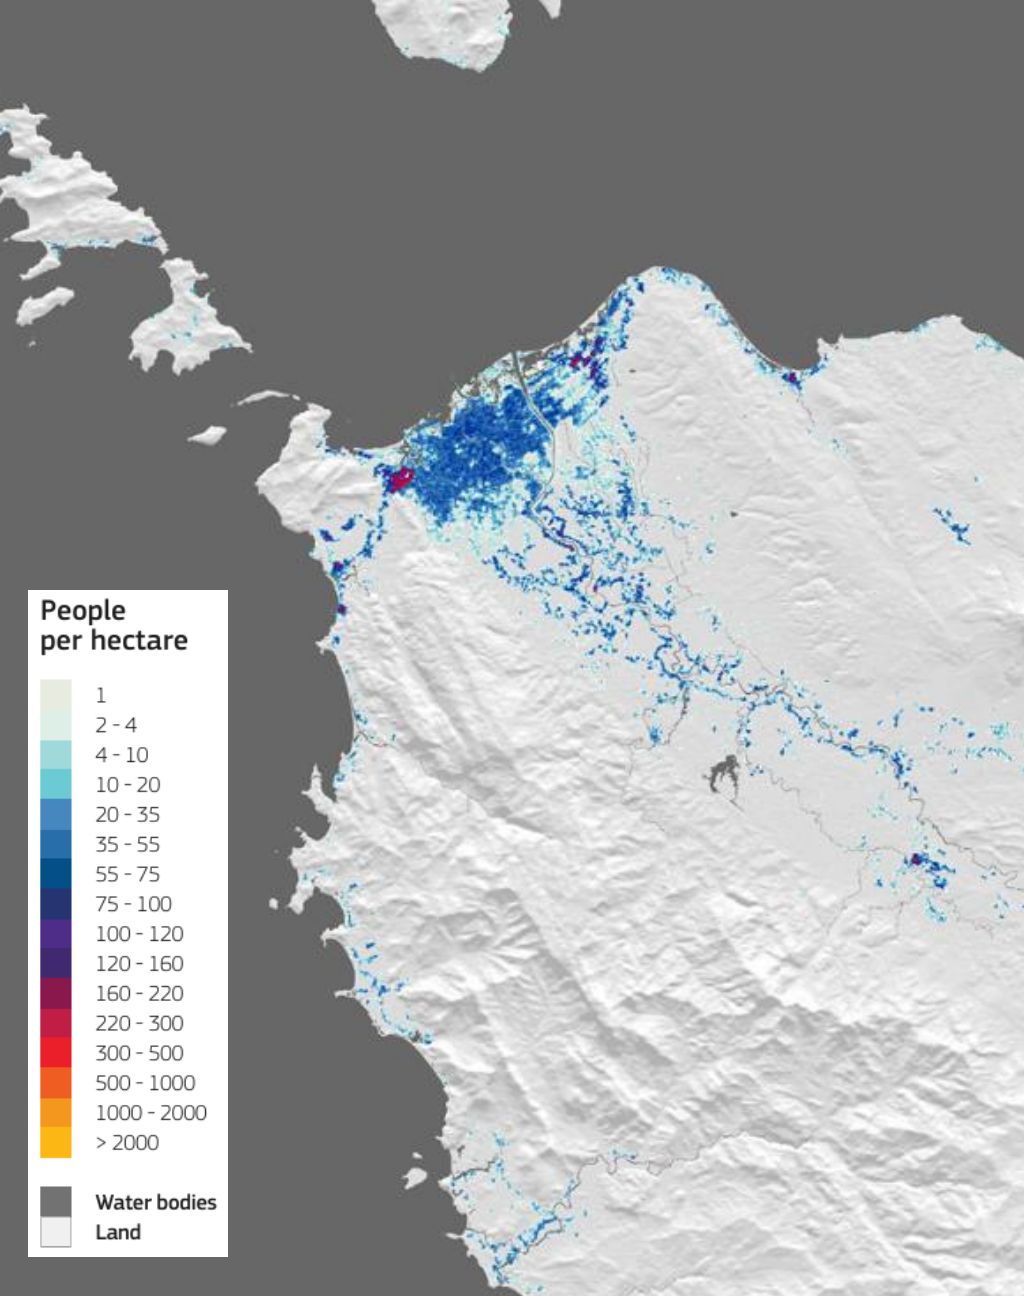 People
per hectare
1
2 - 4
4 - 10
10 - 20
20 - 35
35 - 55
55 - 75
75 - 100
100 - 120
120 - 160
160 - 220
220 - 300
300 - 500
500 - 1000
1000 - 2000
> 2000
Water bodies
Land